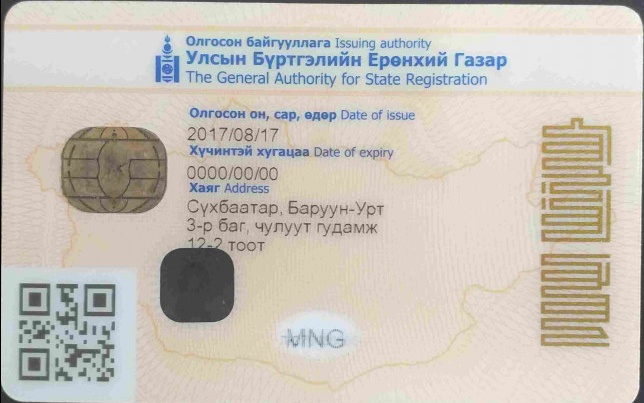 Олгосон байгууллага Issuing authority
Улсын Бүртгэлийн Ерөнхий Газар
The General Authority for State Registration
Олгосон он, сар, өдөр Date of issue
2017/08/17
Хүчинтэй хугацаа Date of expiry
0000/00/00
Хаяг Address
Сүхбаатар, Баруун-Урт
3-р баг, чулуут гудамж
12-2 тоот
MNG